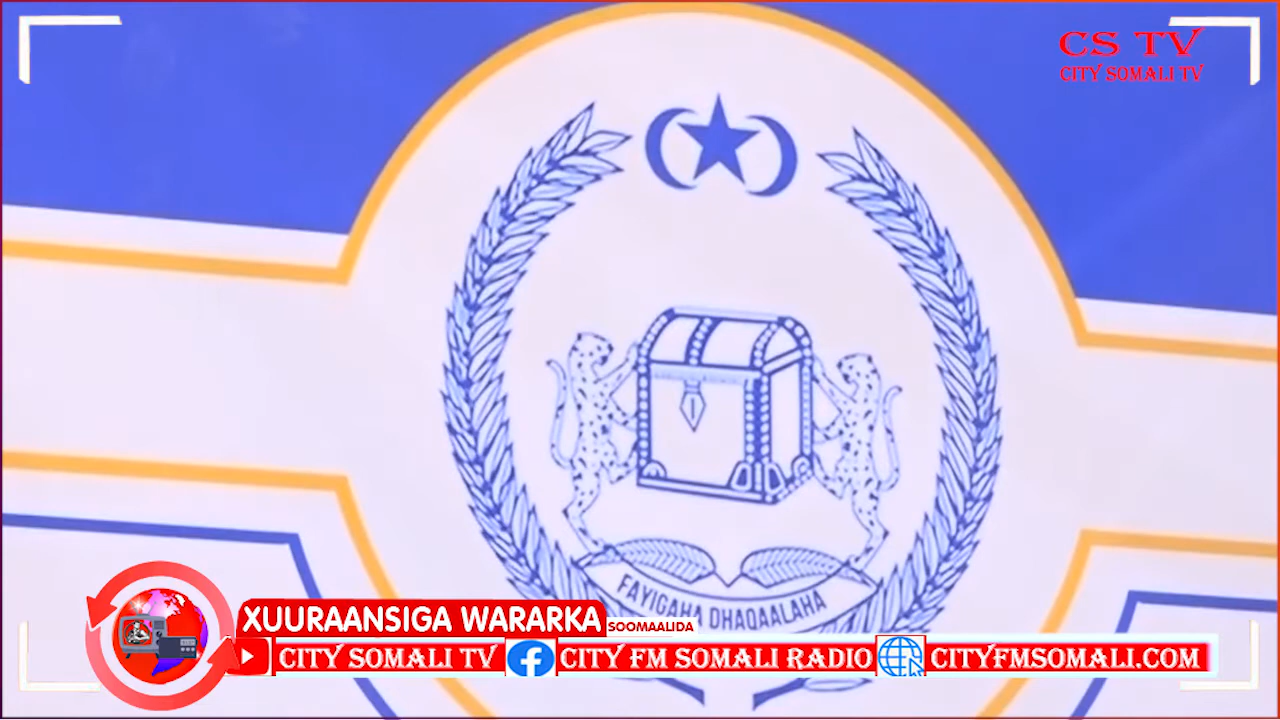 CS TV
CITY SOMALI TV
FAYIGAHA DHAQAALAHA
XUURAANSIGA WARARKA
SOOMAALIDA
CITY SOMALI TV
CITY FM SOMALI RADIO
CITYFMSOMALI.COM